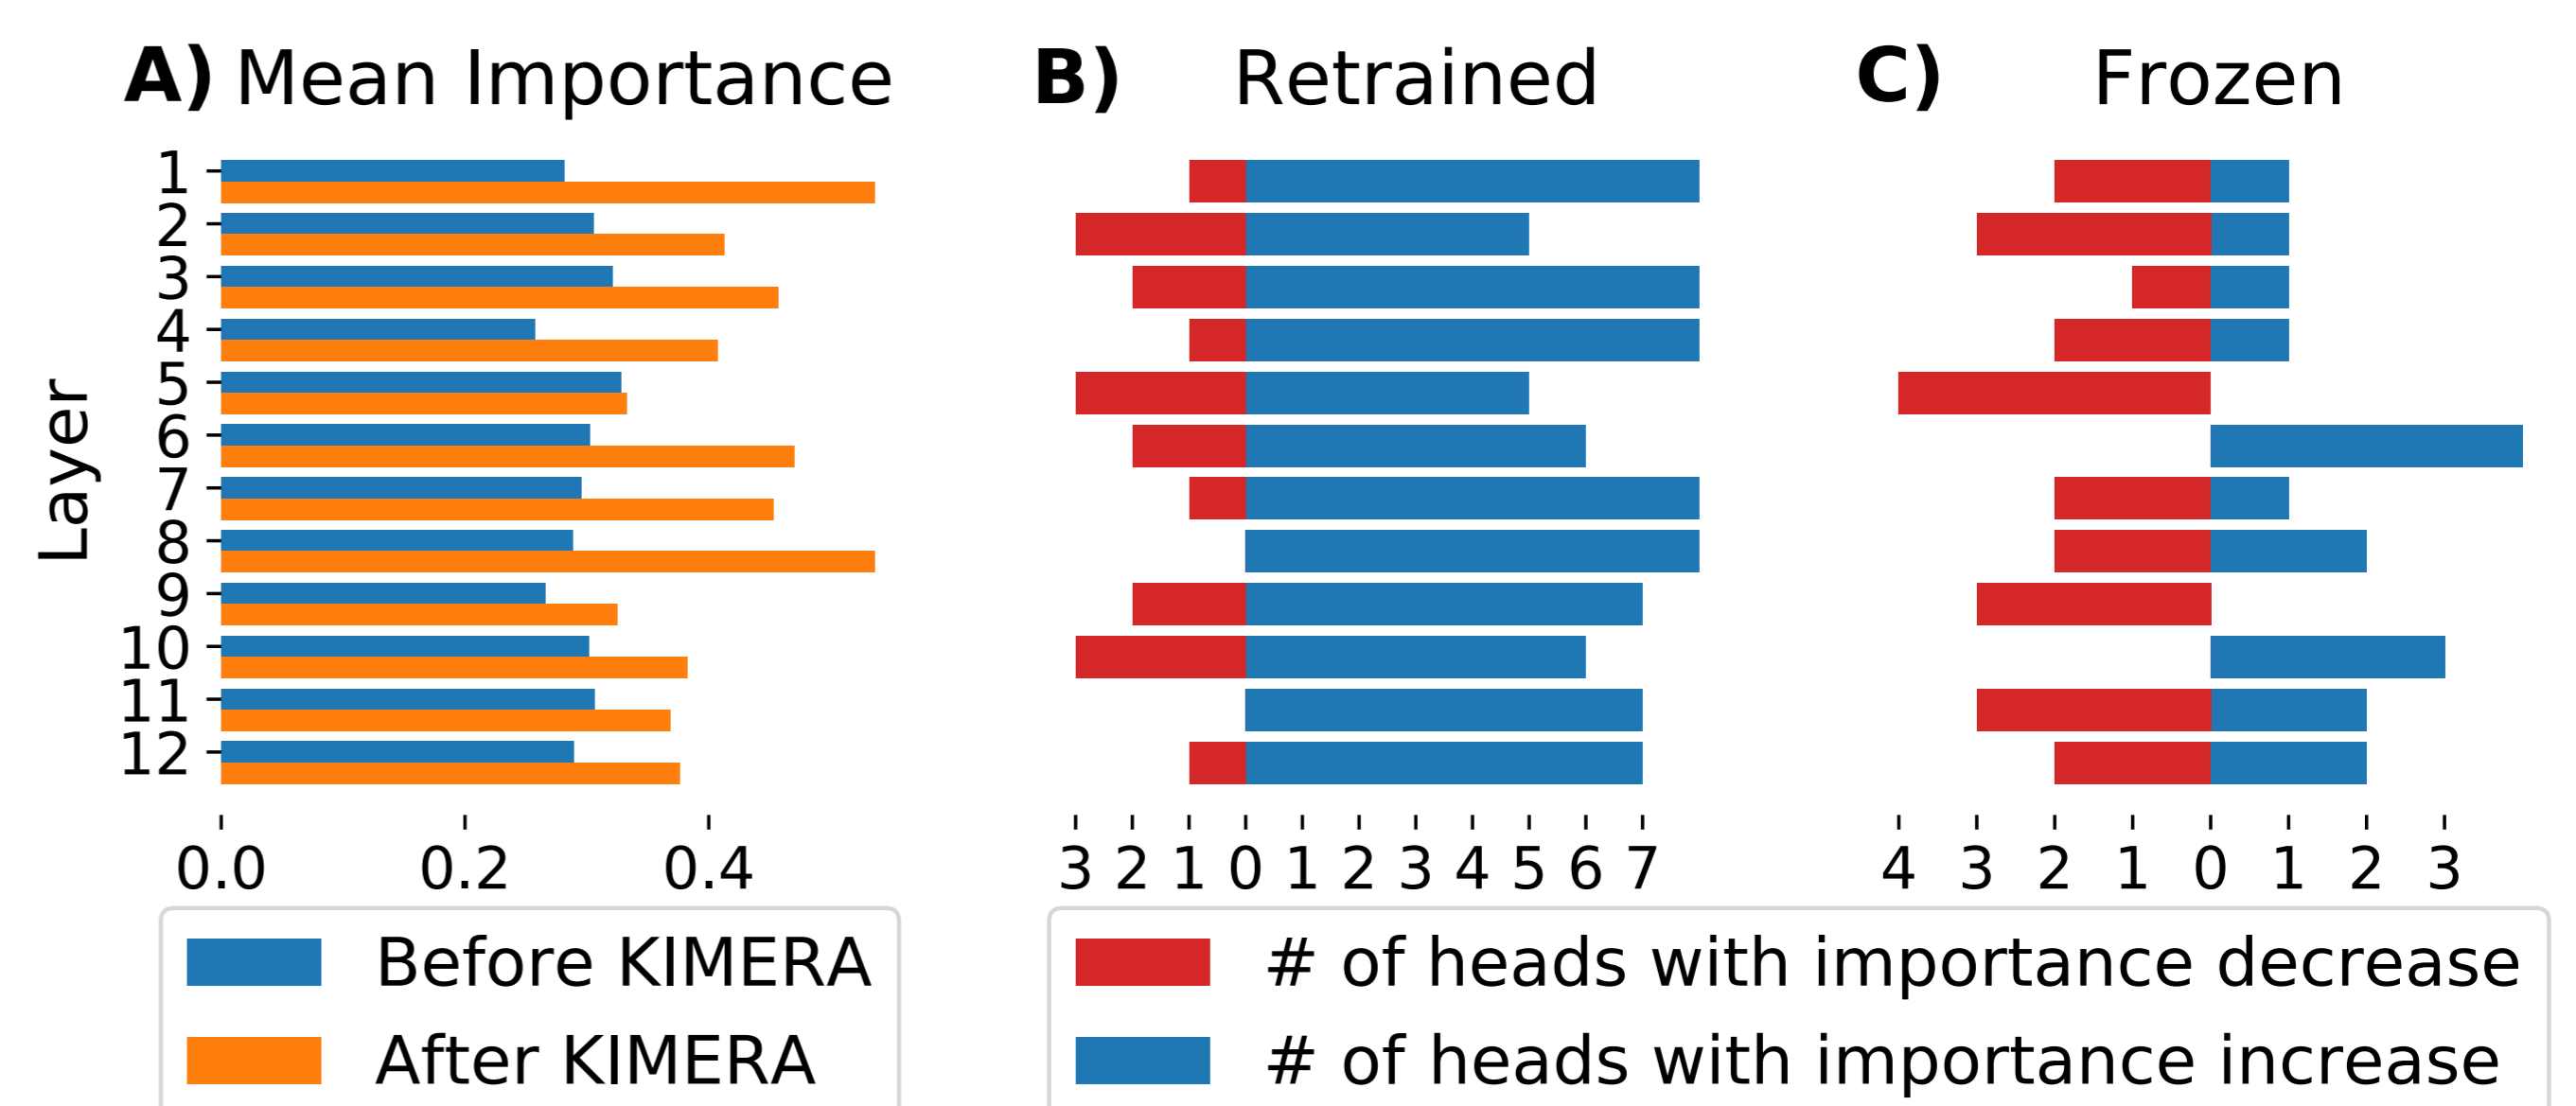 A) Mean Importance
B) Retrained
C) Frozen
Layer
1
2
3
4
5
6
7
8
9
10
11
12
0.0 0.2 0.4
3 2 1 0 1 2 3 4 5 6 7
4 3 2 1 0 1 2 3
Before KIMERA
After KIMERA
# of heads with importance decrease
# of heads with importance increase